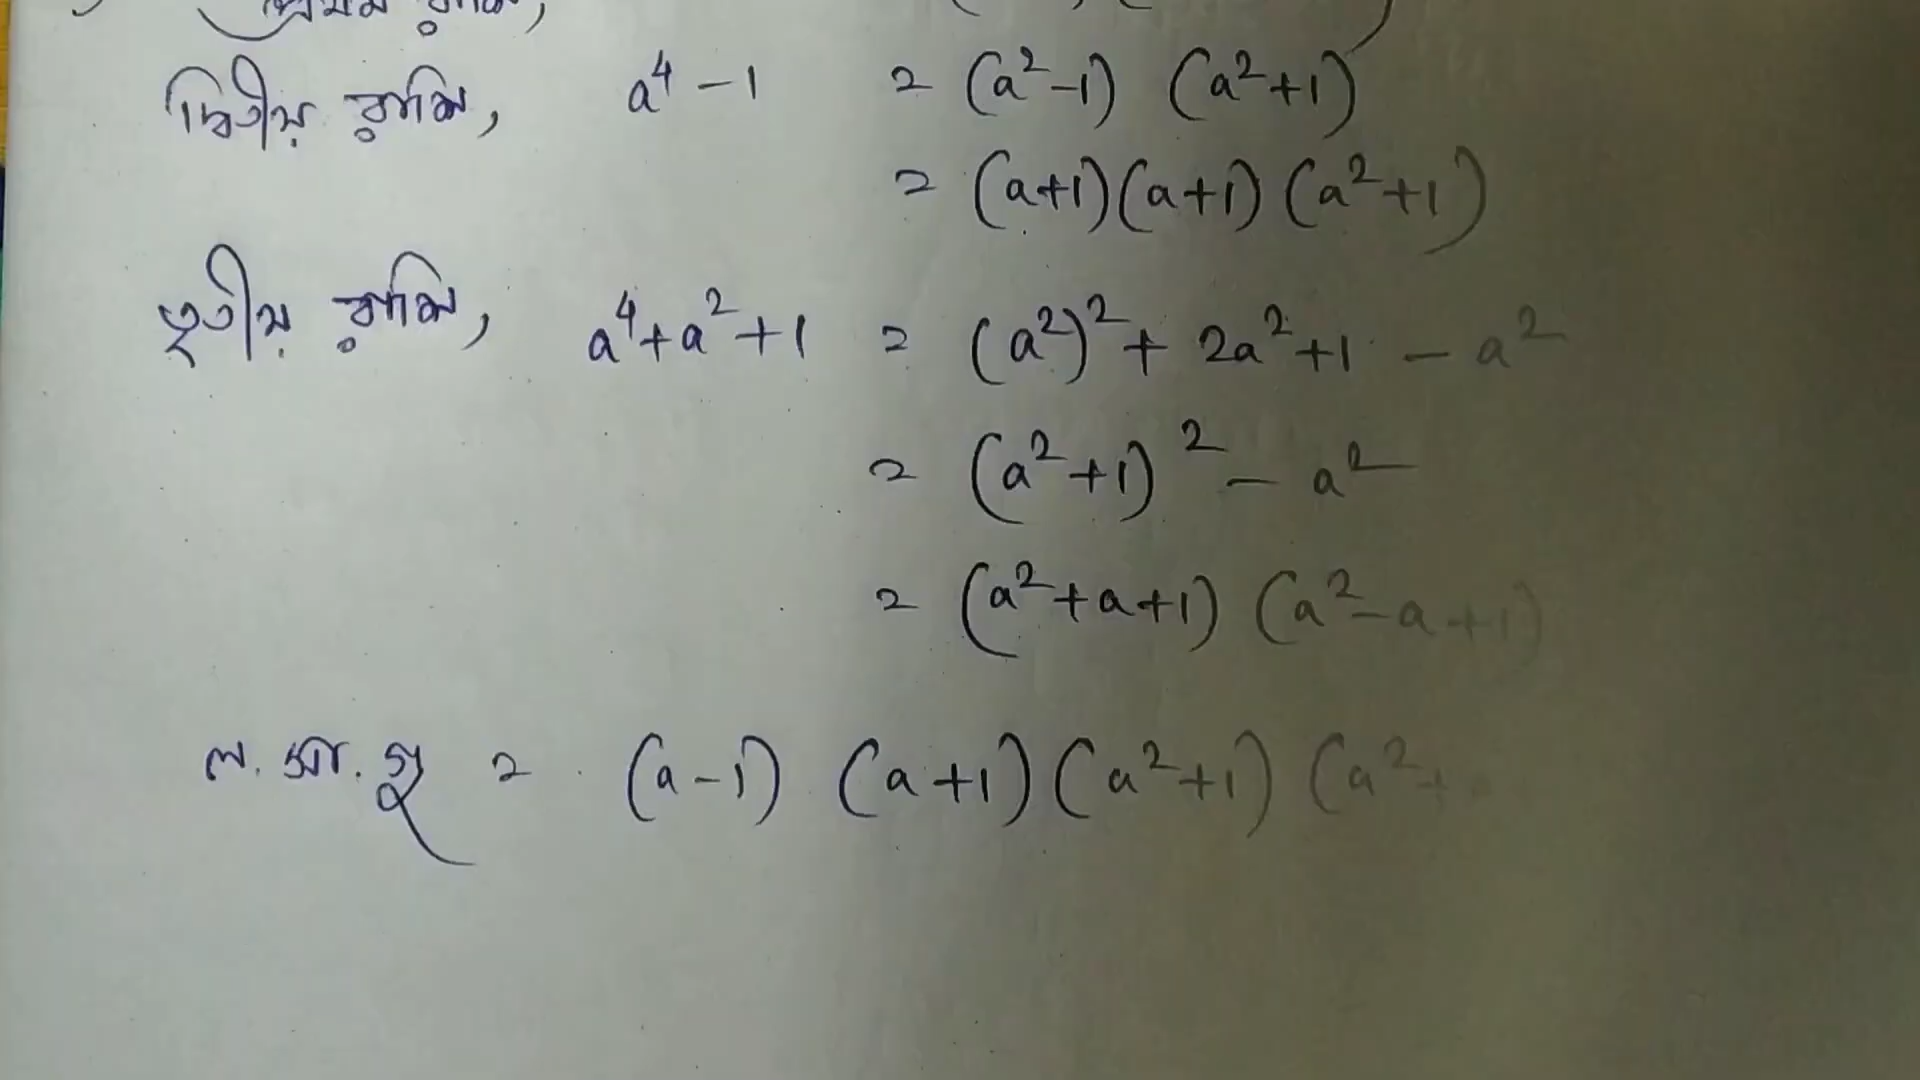 প্রথম রাশি,
দ্বিতীয় রাশি, a⁴ - 1 = (a² - 1) (a² + 1)
= (a+1) (a+1) (a² + 1)
তৃতীয় রাশি, a⁴ + a² + 1 = (a²)² + 2a² + 1 - a²
= (a² + 1)² - a²
= (a² + a + 1) (a² - a + 1)
ল. সা. গু = (a - 1) (a + 1) (a² + 1) (a² +